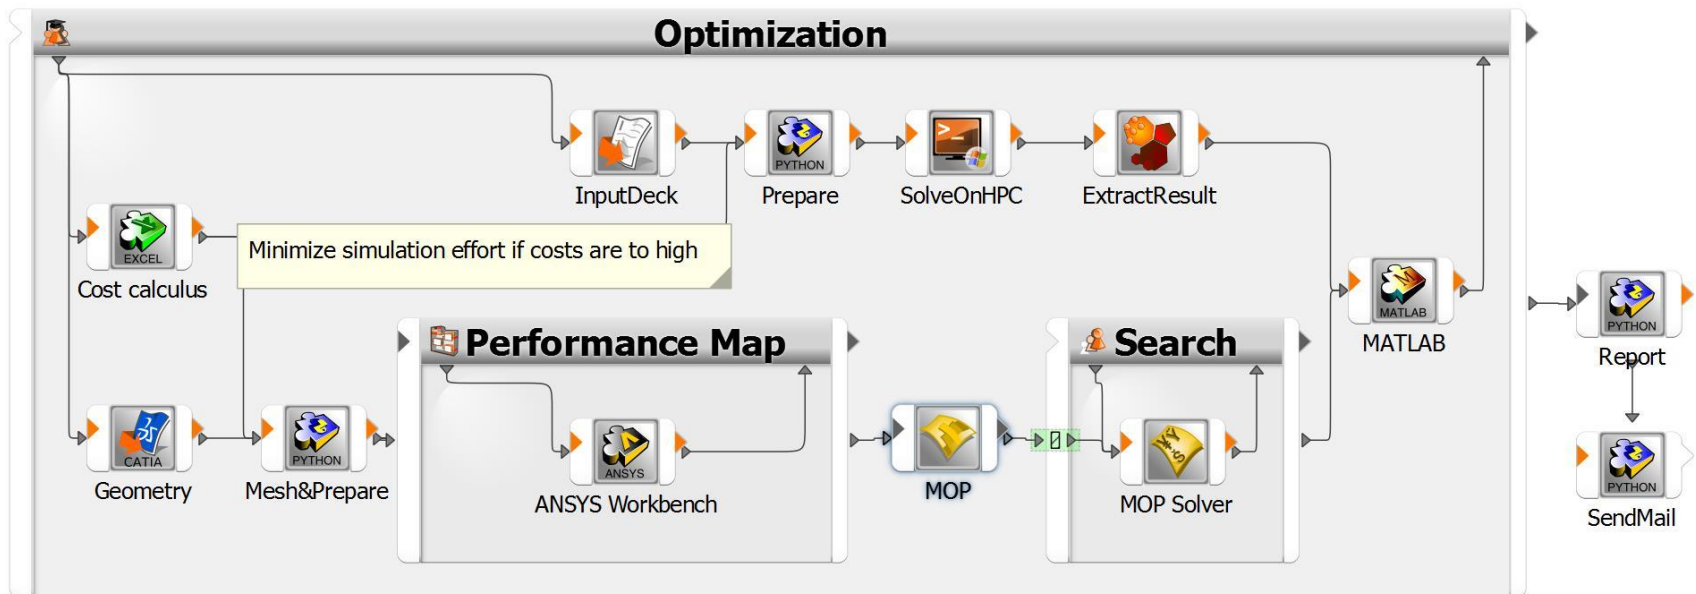 Optimization
PYTHON
InputDeck
Prepare
SolveOnHPC
ExtractResult
EXCEL
Cost calculus
Minimize simulation effort if costs are to high
MATLAB
MATLAB
PYTHON
Report
Performance Map
Search
CATIA
Geometry
PYTHON
Mesh&Prepare
ANSYS
ANSYS Workbench
MOP
MOP Solver
PYTHON
SendMail